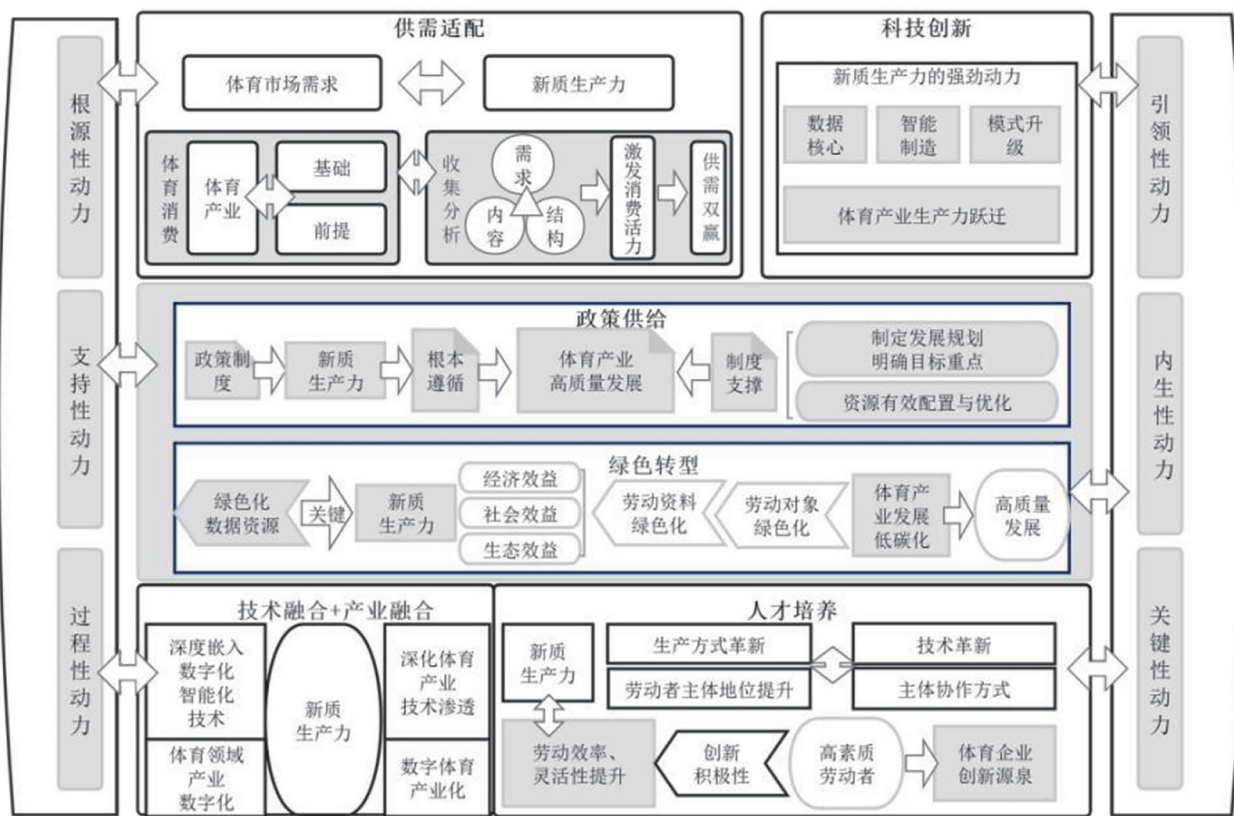 根源性动力
支持性动力
过程性动力
供需适配
体育市场需求
新质生产力
体育消费
体育
产业
基础
前提
收集分析
需
求
内
容
结
构
激发消费活力
供需双赢
科技创新
新质生产力的强劲动力
数据
核心
智能
制造
模式升
级
体育产业生产力跃迁
引领性动力
内生性动力
关键性动力
政策供给
政策制
度
新质
生产力
根本
遵循
体育产业
高质量发展
制度
支撑
制定发展规划
明确目标重点
资源有效配置与优化
绿色转型
绿色化
数据资源
关键
新质
生产力
经济效益
社会效益
生态效益
劳动资料
绿色化
劳动对象
绿色化
体育产
业发展
低碳化
高质量
发展
技术融合+产业融合
深度嵌入
数字化
智能化
技术
体育领域
产业
数字化
新质
生产力
深化体育
产业
技术渗透
数字体育
产业化
人才培养
新质
生产力
生产方式革新
劳动者主体地位提升
技术革新
主体协作方式
劳动效率、
灵活性提升
创新
积极性
高素质
劳动者
体育企业
创新源泉